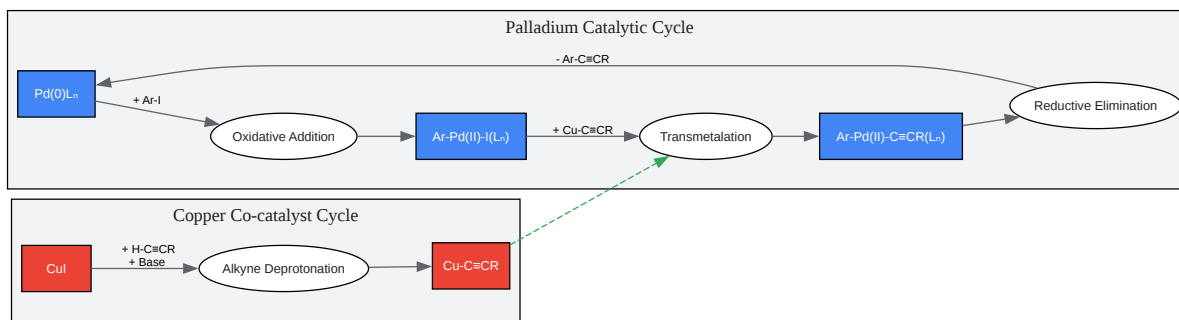 Palladium Catalytic Cycle
- Ar-C≡CR
Pd(0)Lₙ
+ Ar-I
Oxidative Addition
Ar-Pd(II)-I(Lₙ)
+ Cu-C≡CR
Transmetalation
Ar-Pd(II)-C≡CR(Lₙ)
Reductive Elimination
Copper Co-catalyst Cycle
CuI
+ H-C≡CR
+ Base
Alkyne Deprotonation
Cu-C≡CR